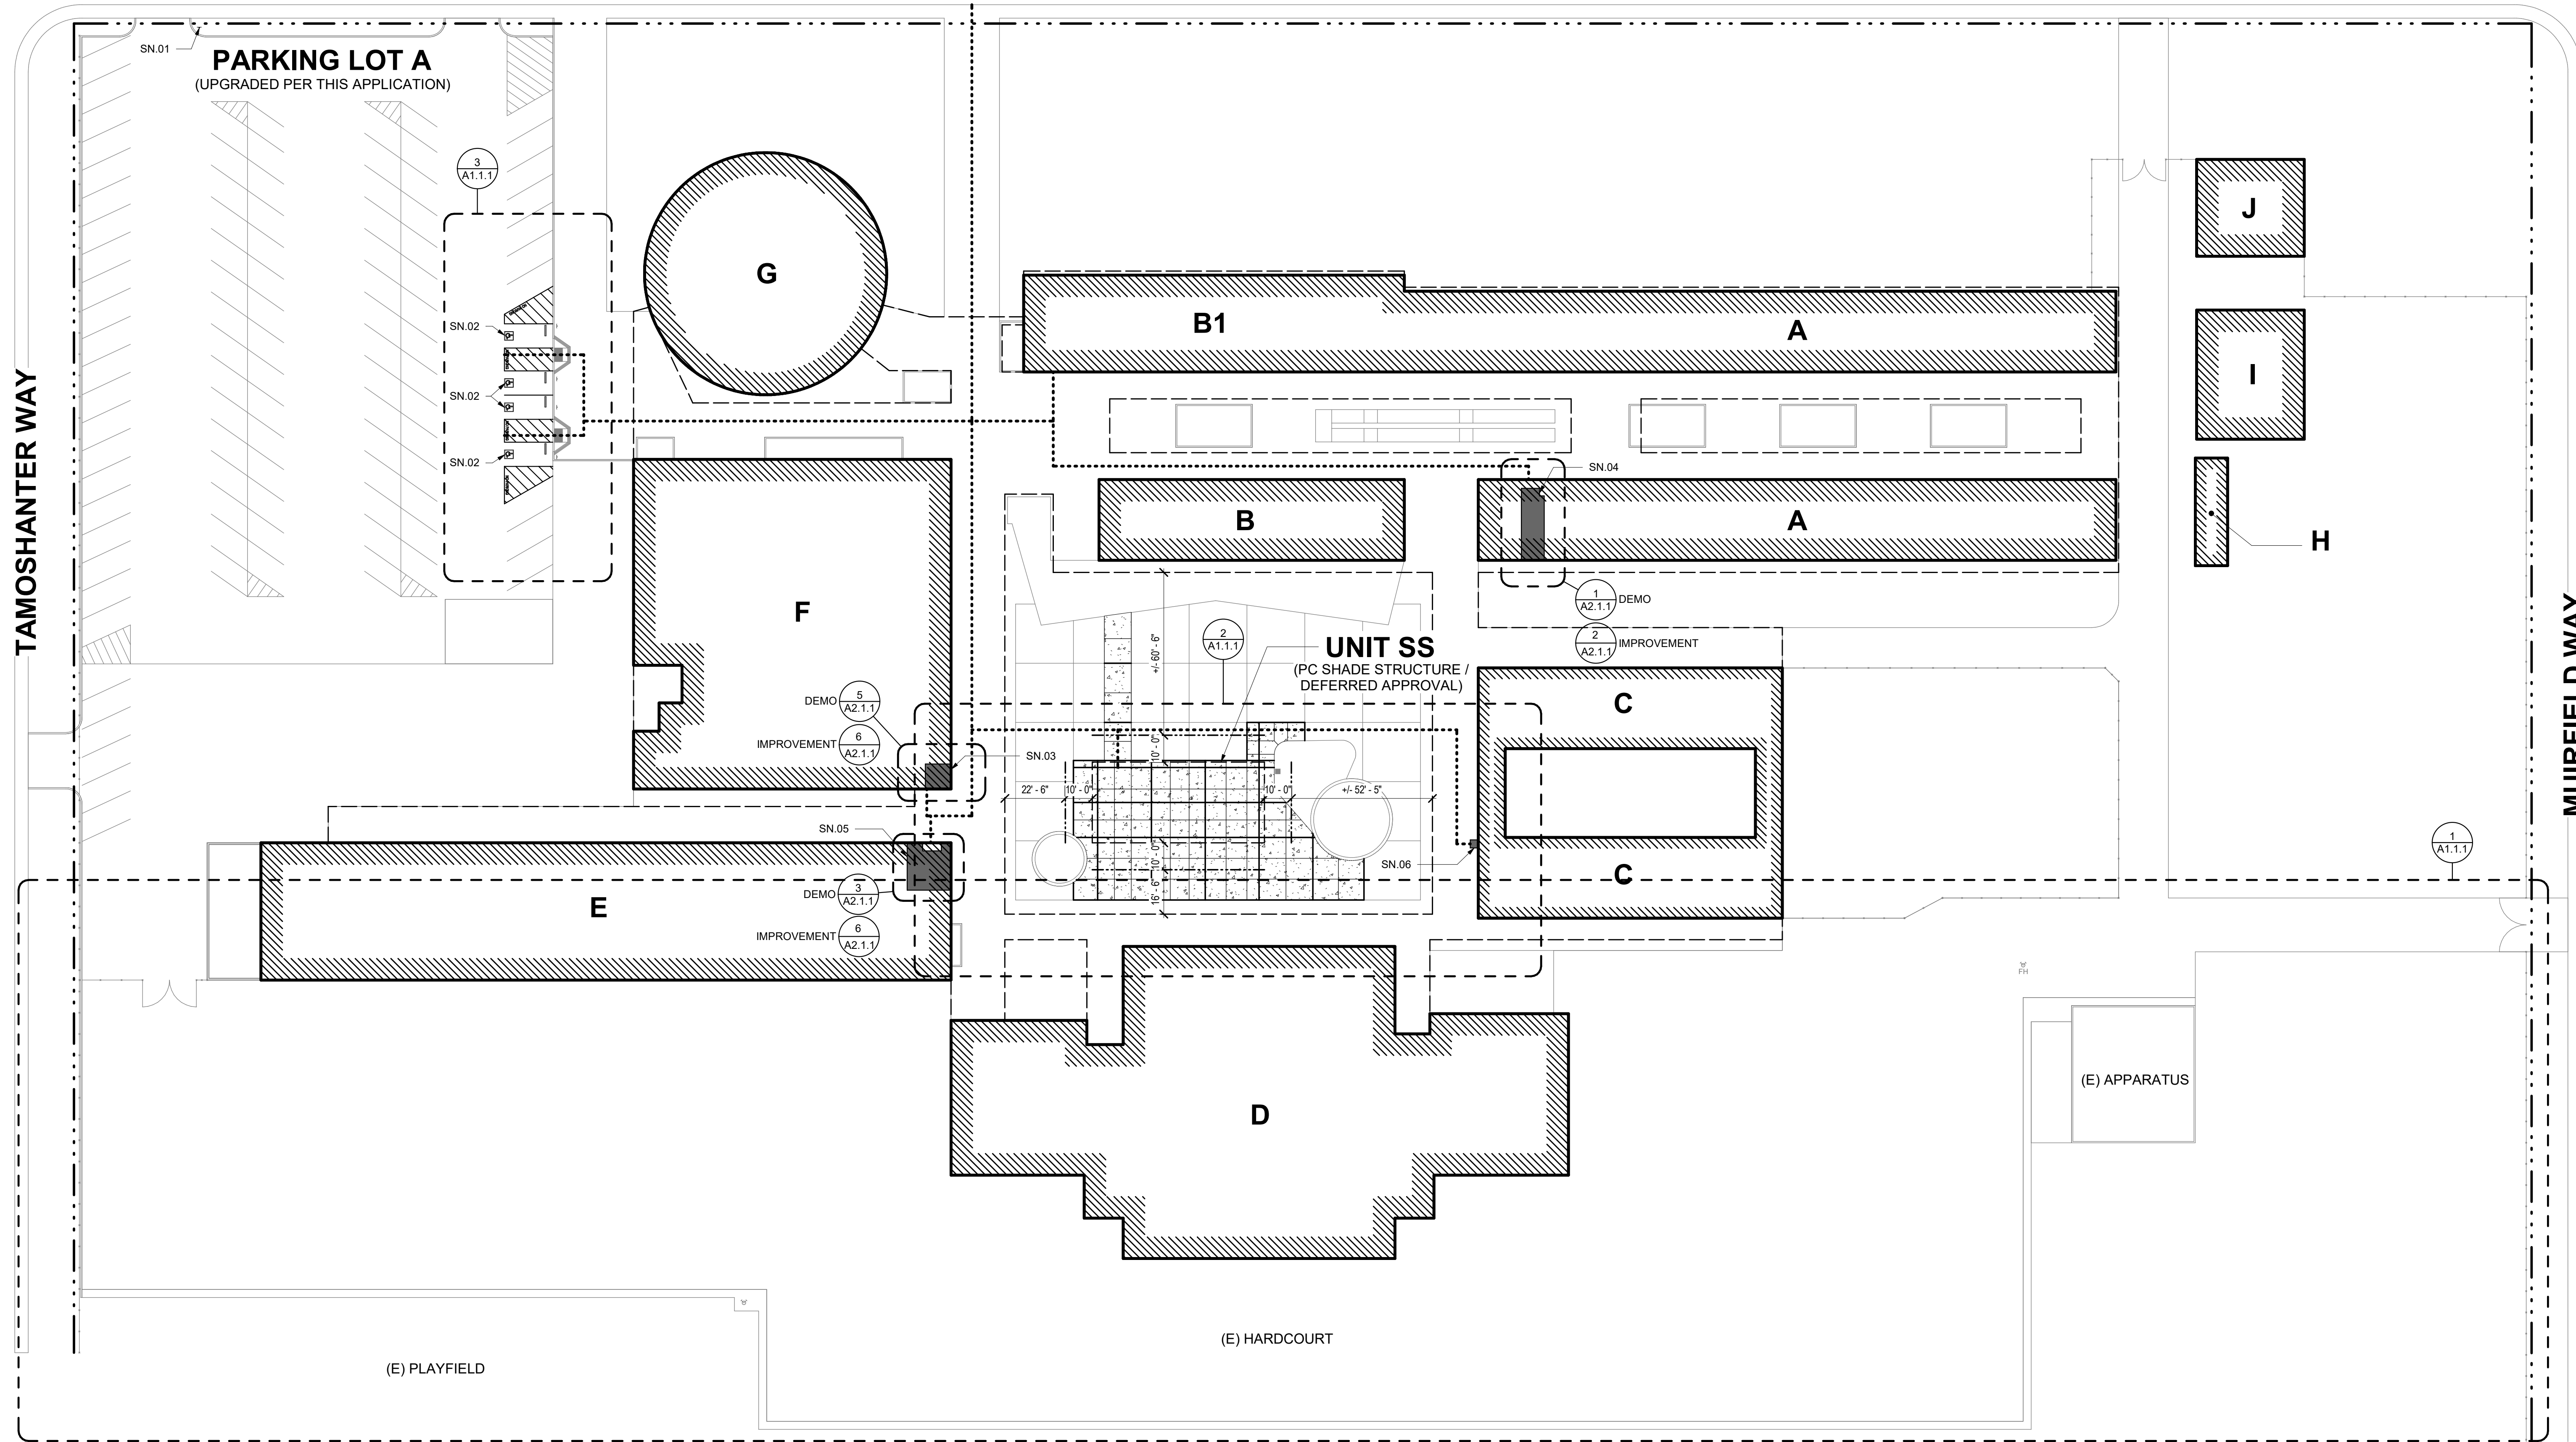 SN.01
PARKING LOT A
(UPGRADED PER THIS APPLICATION)
3
A1.1.1
J
G
B1
A
I
SN.02
SN.02
SN.02
TAMOSHANTER WAY
SN.04
B
A
H
1
A2.1.1
DEMO
2
A2.1.1
IMPROVEMENT
F
2
A1.1.1
+/- 60' - 6"
UNIT SS
(PC SHADE STRUCTURE /
DEFERRED APPROVAL)
MUIRFIELD WAY
DEMO
5
A2.1.1
IMPROVEMENT
6
A2.1.1
SN.03
C
10' - 0"
22' - 6"
10' - 0"
10' - 0"
+/- 52' - 5"
SN.05
SN.06
10' - 0"
16' - 6"
C
1
A1.1.1
DEMO
3
A2.1.1
E
IMPROVEMENT
6
A2.1.1
FH
D
(E) APPARATUS
(E) HARDCOURT
(E) PLAYFIELD